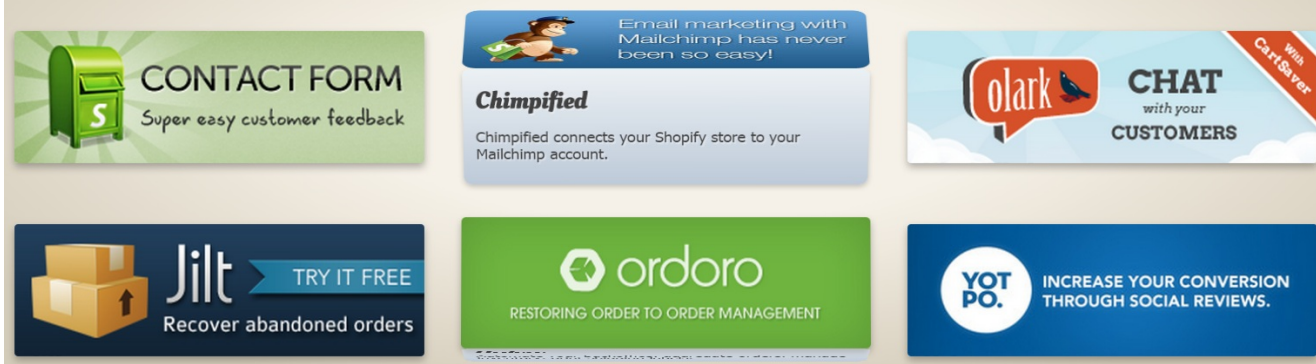 CONTACT FORM
Super easy customer feedback
S
Email marketing with
Mailchimp has never
been so easy!
S
Chimpified
Chimpified connects your Shopify store to your
Mailchimp account.
olark
CHAT
with your
CUSTOMERS
With
CartSaver
Jilt
TRY IT FREE
Recover abandoned orders
ordoro
RESTORING ORDER TO ORDER MANAGEMENT
YOT
PO.
INCREASE YOUR CONVERSION
THROUGH SOCIAL REVIEWS.